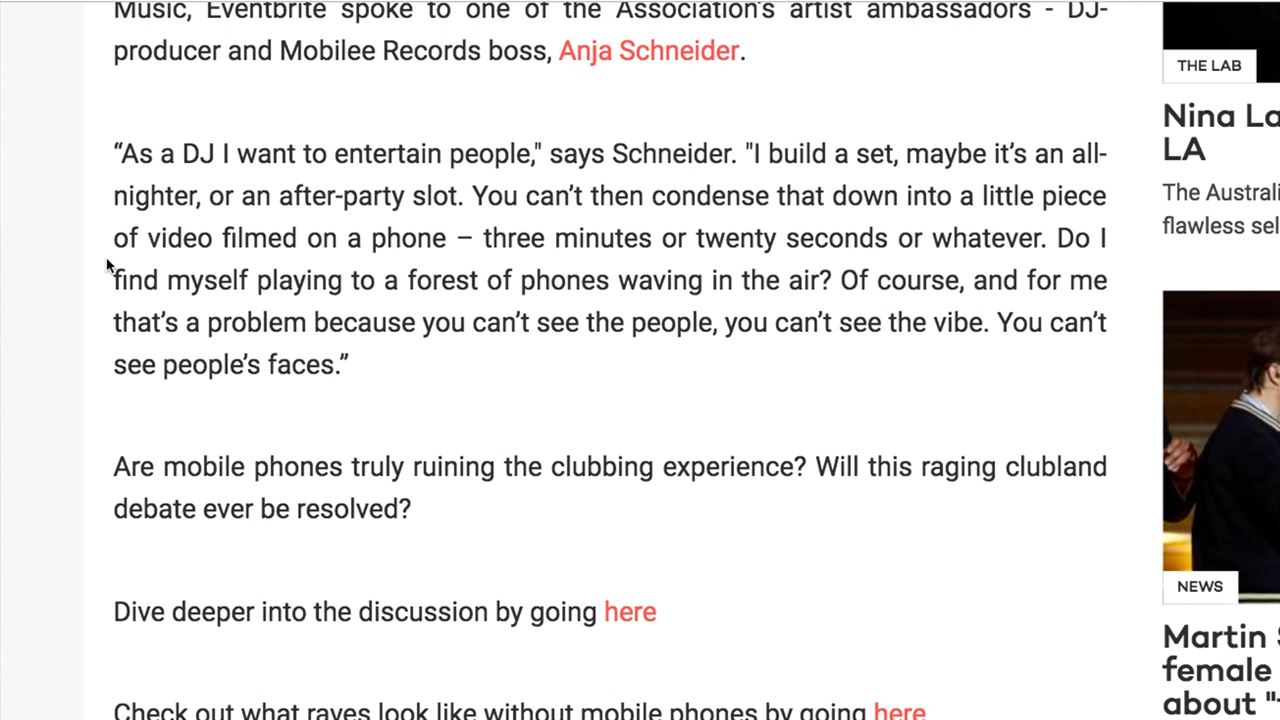 Music, Eventbrite spoke to one of the Association's artist ambassadors - DJ-
producer and Mobilee Records boss, Anja Schneider.
“As a DJ I want to entertain people," says Schneider. "I build a set, maybe it’s an all-
nighter, or an after-party slot. You can’t then condense that down into a little piece
of video filmed on a phone – three minutes or twenty seconds or whatever. Do I
find myself playing to a forest of phones waving in the air? Of course, and for me
that’s a problem because you can’t see the people, you can’t see the vibe. You can’t
see people’s faces.”
Are mobile phones truly ruining the clubbing experience? Will this raging clubland
debate ever be resolved?
Dive deeper into the discussion by going here
Check out what raves look like without mobile phones by going here
THE LAB
Nina
LA
The
flawless
NEWS
Martin
female
about